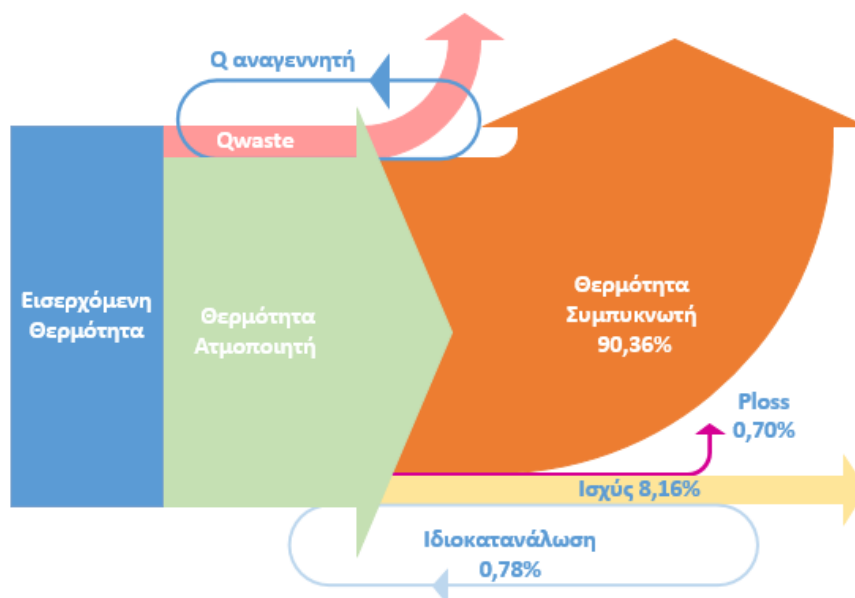 Q αναγεννητή
Qwaste
Εισερχόμενη
Θερμότητα
Θερμότητα
Ατμοποιητή
Θερμότητα
Συμπυκνωτή
90,36%
Ploss
0,70%
Ισχύς 8,16%
Ιδιοκατανάλωση
0,78%